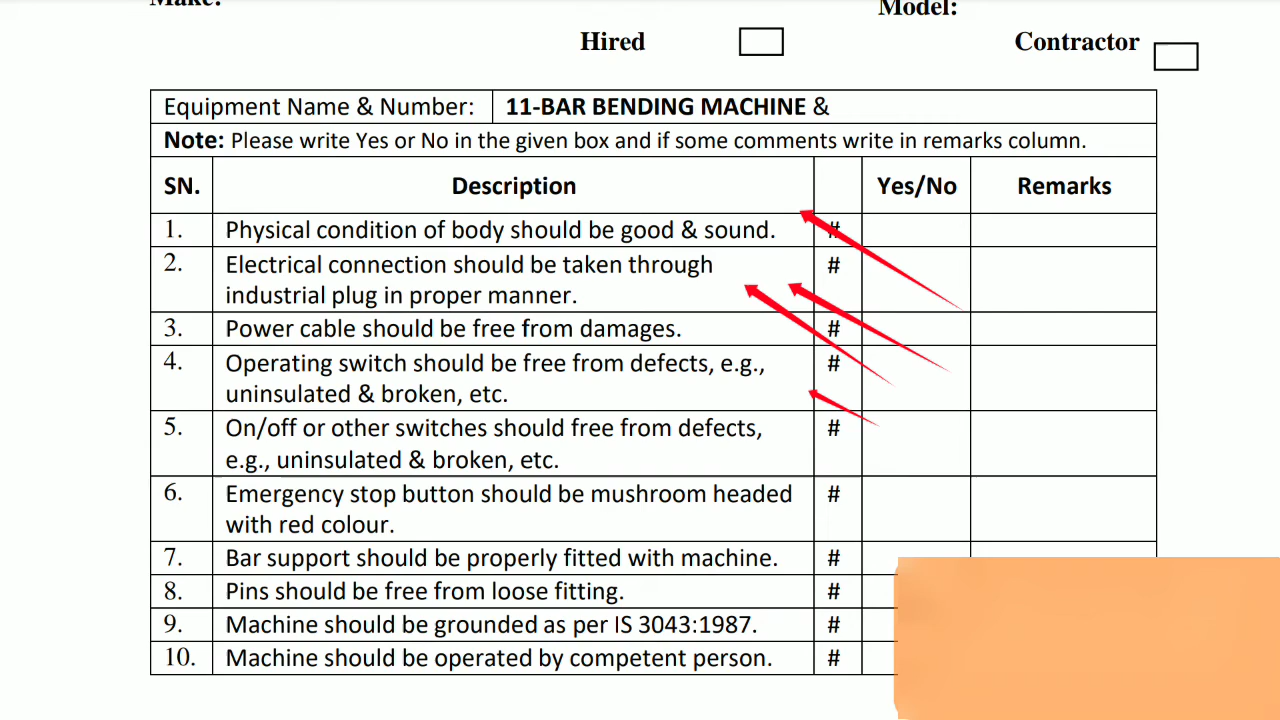 Make:
Model:
Hired
Contractor
Equipment Name & Number: 11-BAR BENDING MACHINE &
Note: Please write Yes or No in the given box and if some comments write in remarks column.
SN. Description Yes/No Remarks
1. Physical condition of body should be good & sound. #
2. Electrical connection should be taken through #
industrial plug in proper manner.
3. Power cable should be free from damages. #
4. Operating switch should be free from defects, e.g., #
uninsulated & broken, etc.
5. On/off or other switches should free from defects, #
e.g., uninsulated & broken, etc.
6. Emergency stop button should be mushroom headed #
with red colour.
7. Bar support should be properly fitted with machine. #
8. Pins should be free from loose fitting. #
9. Machine should be grounded as per IS 3043:1987. #
10. Machine should be operated by competent person. #